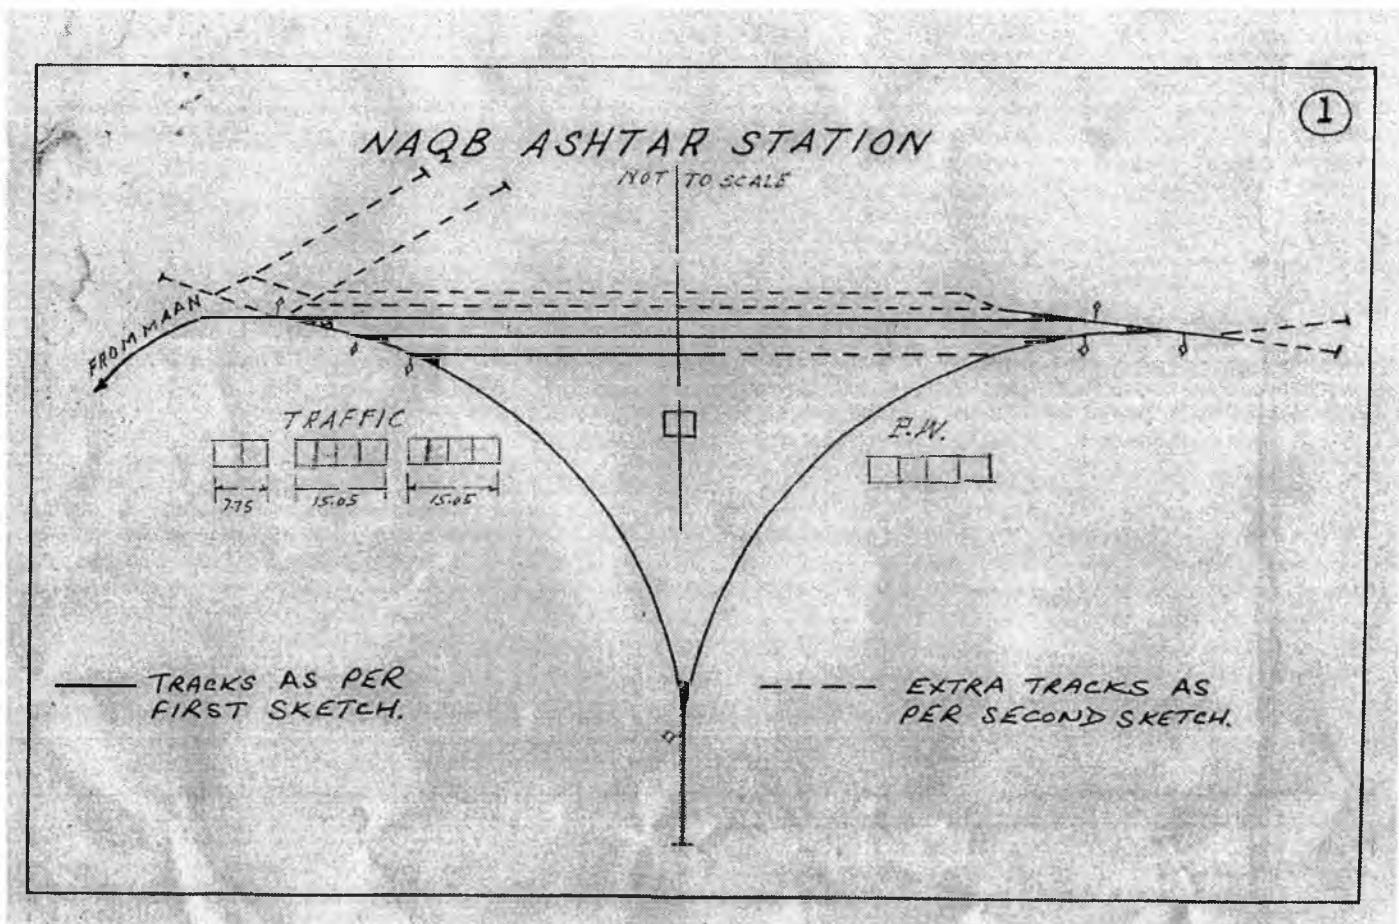 1
NAQB ASHTAR STATION
NOT TO SCALE
FROM MAAN
TRAFFIC
P.W.
7.75
15.05
15.05
TRACKS AS PER
FIRST SKETCH.
EXTRA TRACKS AS
PER SECOND SKETCH.